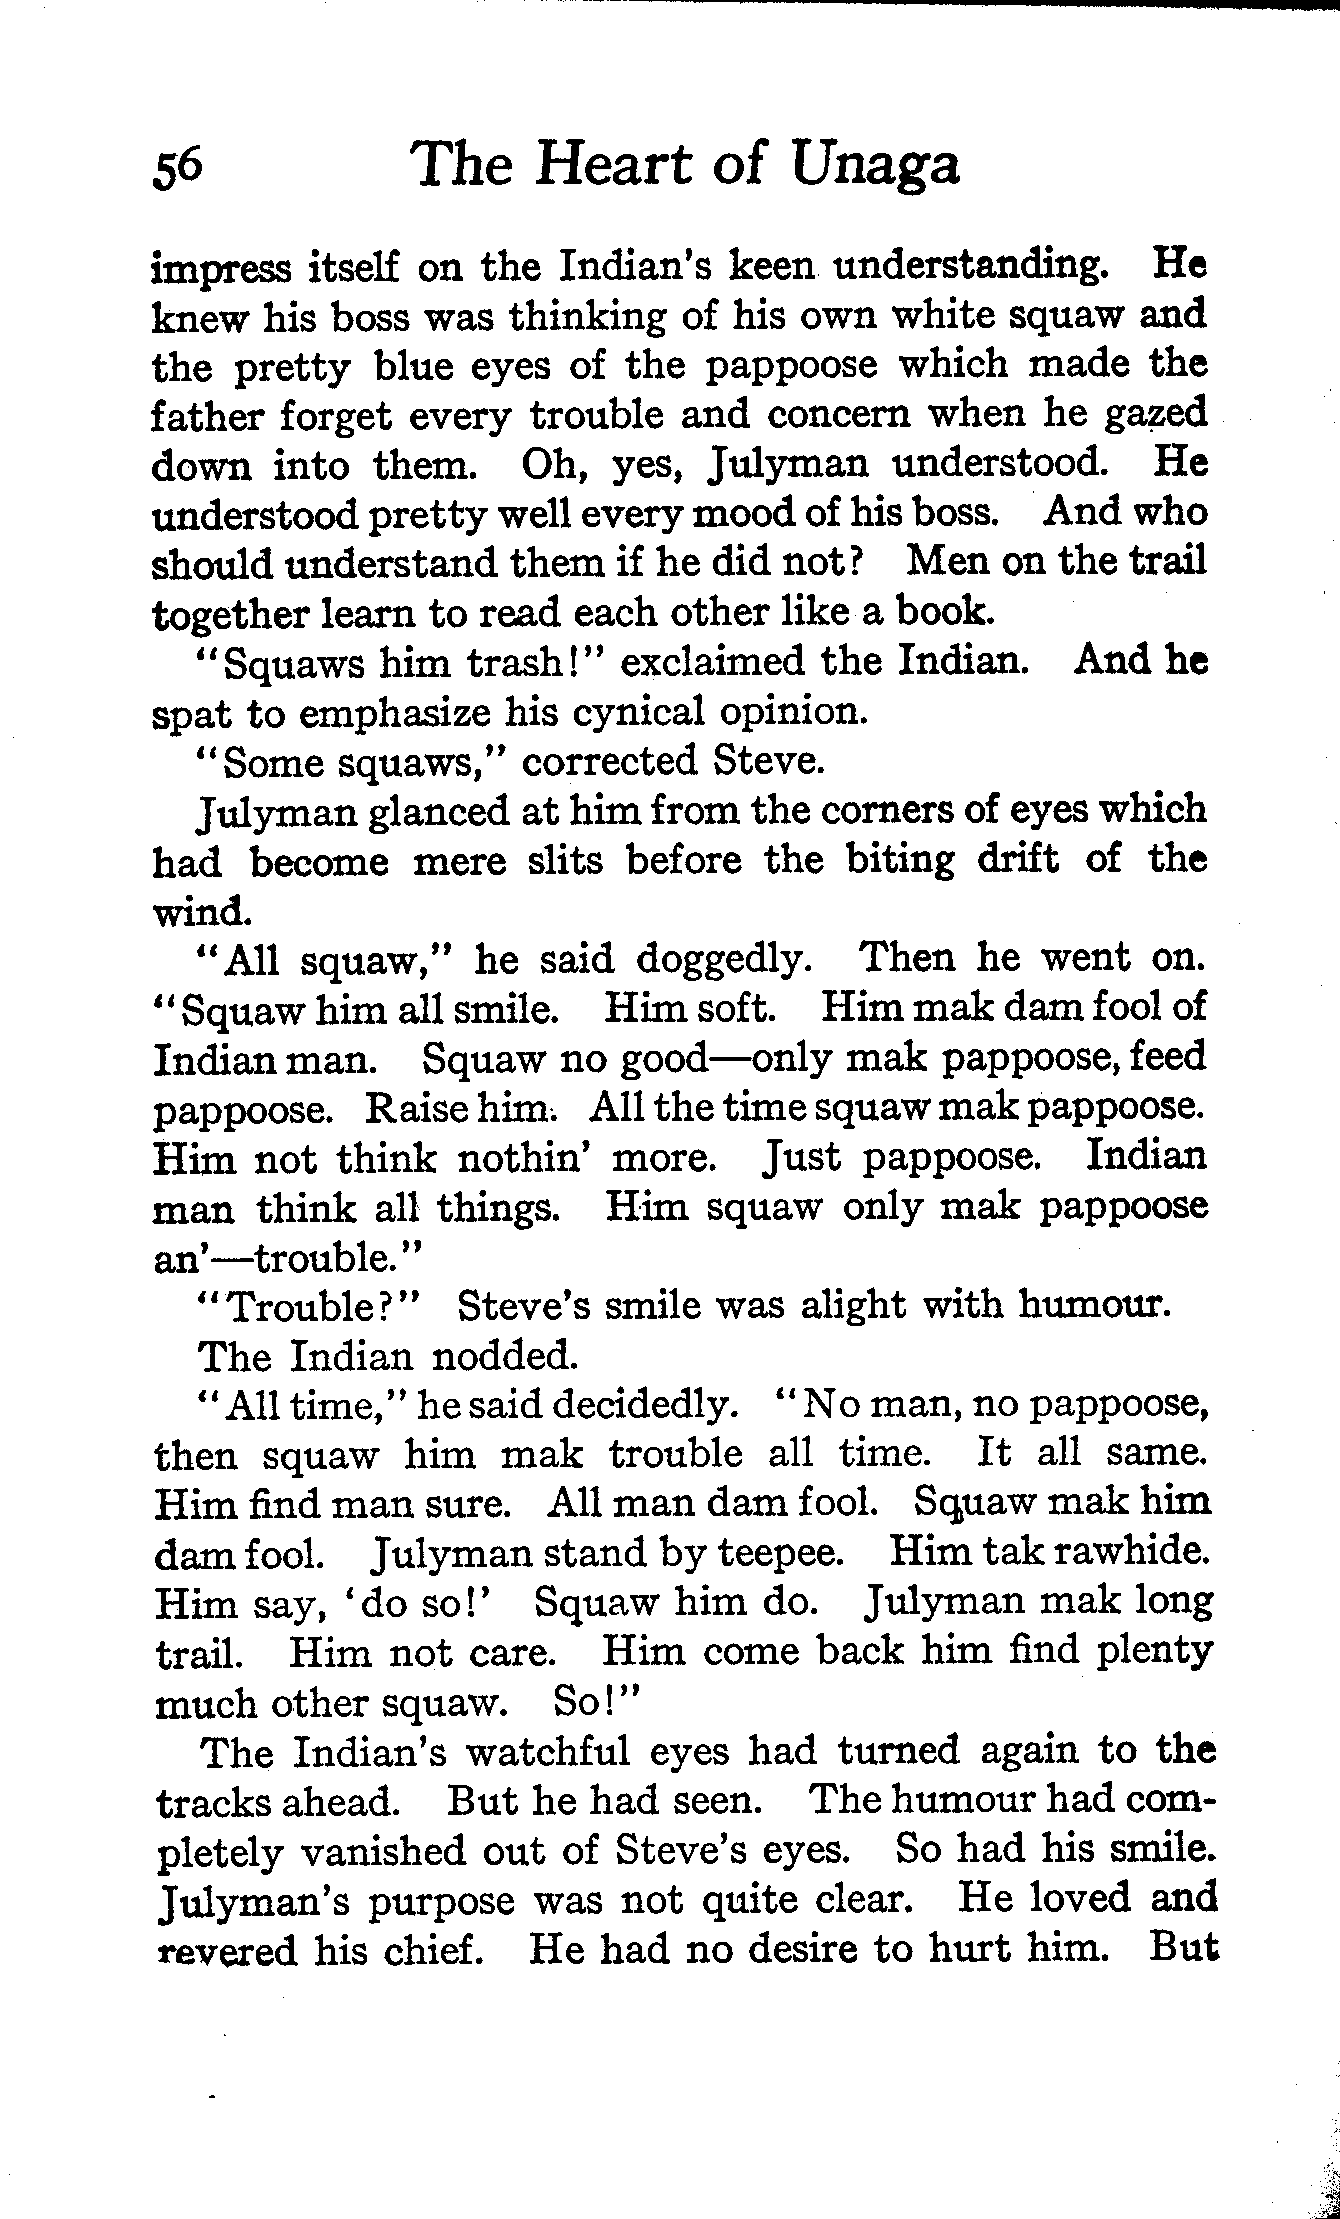 56 The Heart of Unaga
impress itself on the Indian's keen understanding. He
knew his boss was thinking of his own white squaw and
the pretty blue eyes of the pappoose which made the
father forget every trouble and concern when he gazed
down into them. Oh, yes, Julyman understood. He
understood pretty well every mood of his boss. And who
should understand them if he did not? Men on the trail
together learn to read each other like a book.
"Squaws him trash!" exclaimed the Indian. And he
spat to emphasize his cynical opinion.
"Some squaws," corrected Steve.
Julyman glanced at him from the corners of eyes which
had become mere slits before the biting drift of the
wind.
"All squaw," he said doggedly. Then he went on.
"Squaw him all smile. Him soft. Him mak dam fool of
Indian man. Squaw no good—only mak pappoose, feed
pappoose. Raise him. All the time squaw mak pappoose.
Him not think nothin' more. Just pappoose. Indian
man think all things. Him squaw only mak pappoose
an'—trouble."
"Trouble?" Steve's smile was alight with humour.
The Indian nodded.
"All time," he said decidedly. "No man, no pappoose,
then squaw him mak trouble all time. It all same.
Him find man sure. All man dam fool. Squaw mak him
dam fool. Julyman stand by teepee. Him tak rawhide.
Him say, 'do so!' Squaw him do. Julyman mak long
trail. Him not care. Him come back him find plenty
much other squaw. So!"
The Indian's watchful eyes had turned again to the
tracks ahead. But he had seen. The humour had com-
pletely vanished out of Steve's eyes. So had his smile.
Julyman's purpose was not quite clear. He loved and
revered his chief. He had no desire to hurt him. But